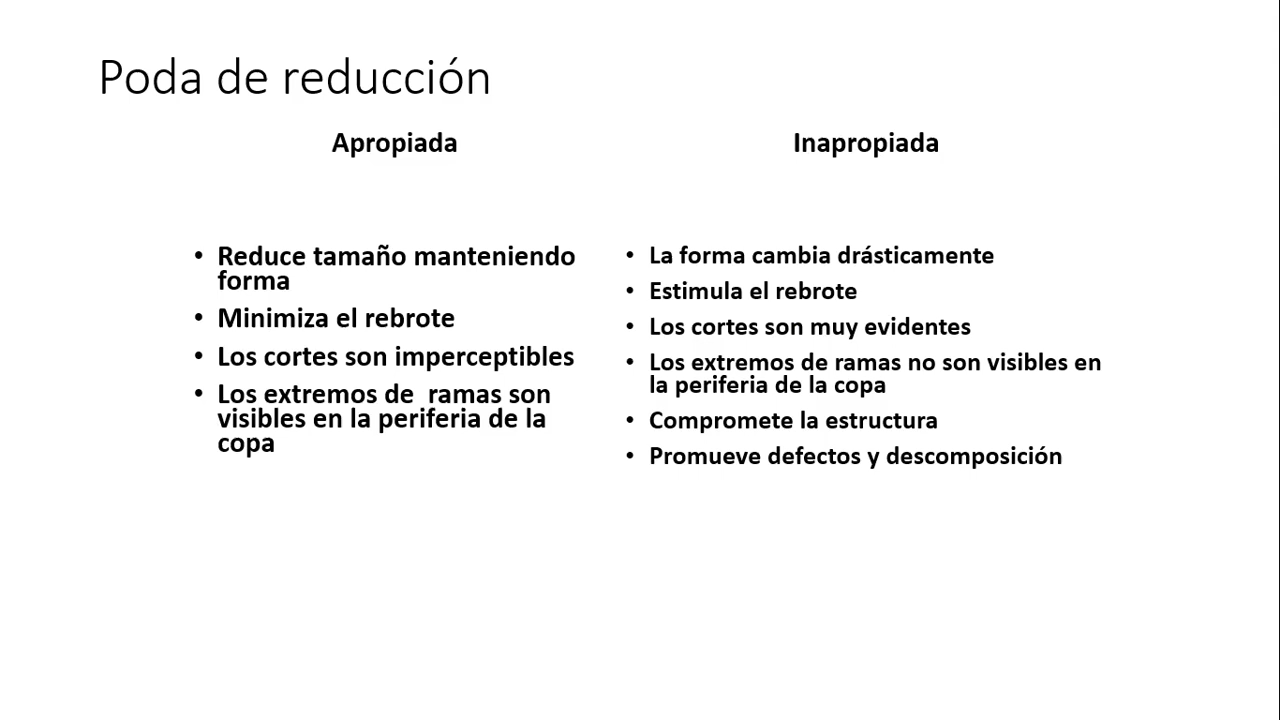 Poda de reducción
Apropiada
• Reduce tamaño manteniendo
forma
• Minimiza el rebrote
• Los cortes son imperceptibles
• Los extremos de  ramas son
visibles en la periferia de la
copa
Inapropiada
• La forma cambia drásticamente
• Estimula el rebrote
• Los cortes son muy evidentes
• Los extremos de ramas no son visibles en
la periferia de la copa
• Compromete la estructura
• Promueve defectos y descomposición